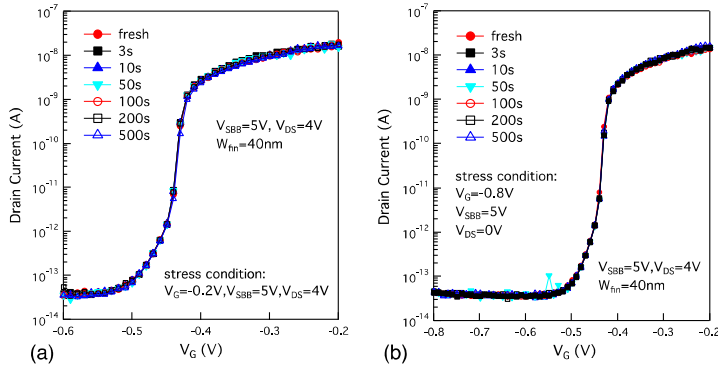 fresh
3s
10s
50s
100s
200s
500s
V_SBB=5V, V_DS=4V
W_fin=40nm
stress condition:
V_G=-0.2V,V_SBB=5V,V_DS=4V
Drain Current (A)
10^-7
10^-8
10^-9
10^-10
10^-11
10^-12
10^-13
10^-14
-0.6
-0.5
-0.4
-0.3
-0.2
V_G (V)
(a)
fresh
3s
10s
50s
100s
200s
500s
stress condition:
V_G=-0.8V
V_SBB=5V
V_DS=0V
V_SBB=5V,V_DS=4V
W_fin=40nm
Drain Current (A)
10^-7
10^-8
10^-9
10^-10
10^-11
10^-12
10^-13
10^-14
-0.8
-0.7
-0.6
-0.5
-0.4
-0.3
-0.2
V_G (V)
(b)